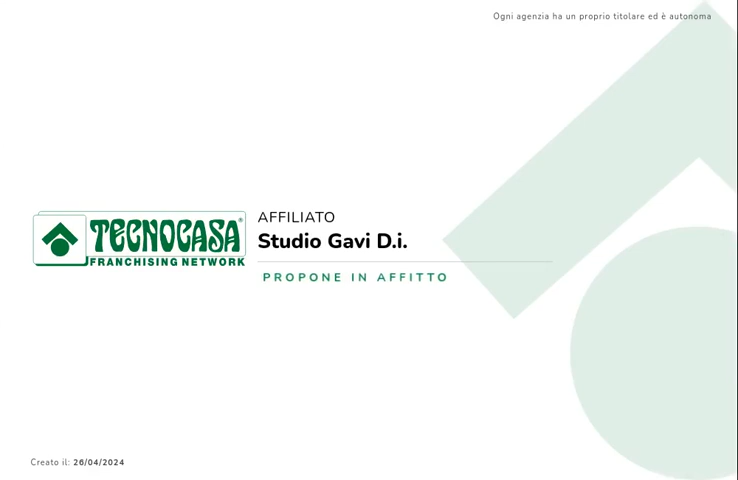 Ogni agenzia ha un proprio titolare ed è autonoma
TECNOCASA®
FRANCHISING NETWORK
AFFILIATO
Studio Gavi D.i.
PROPONE IN AFFITTO
Creato il: 26/04/2024